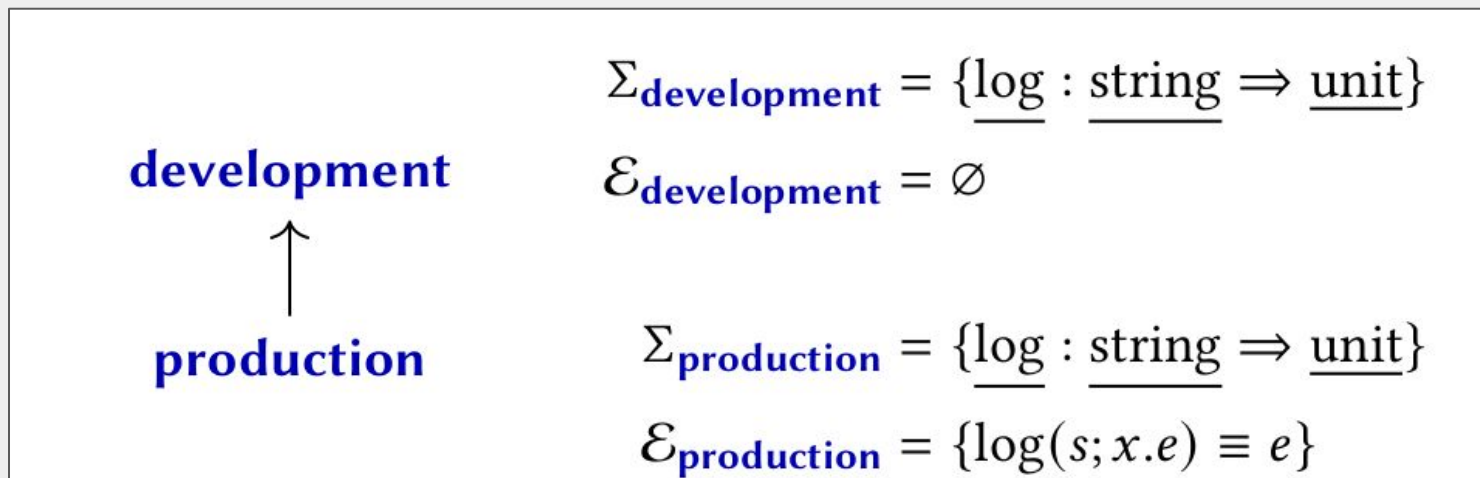 Σdevelopment = {log : string ⇒ unit}
development
ℰdevelopment = ∅
production
Σproduction = {log : string ⇒ unit}
ℰproduction = {log(s; x.e) ≡ e}